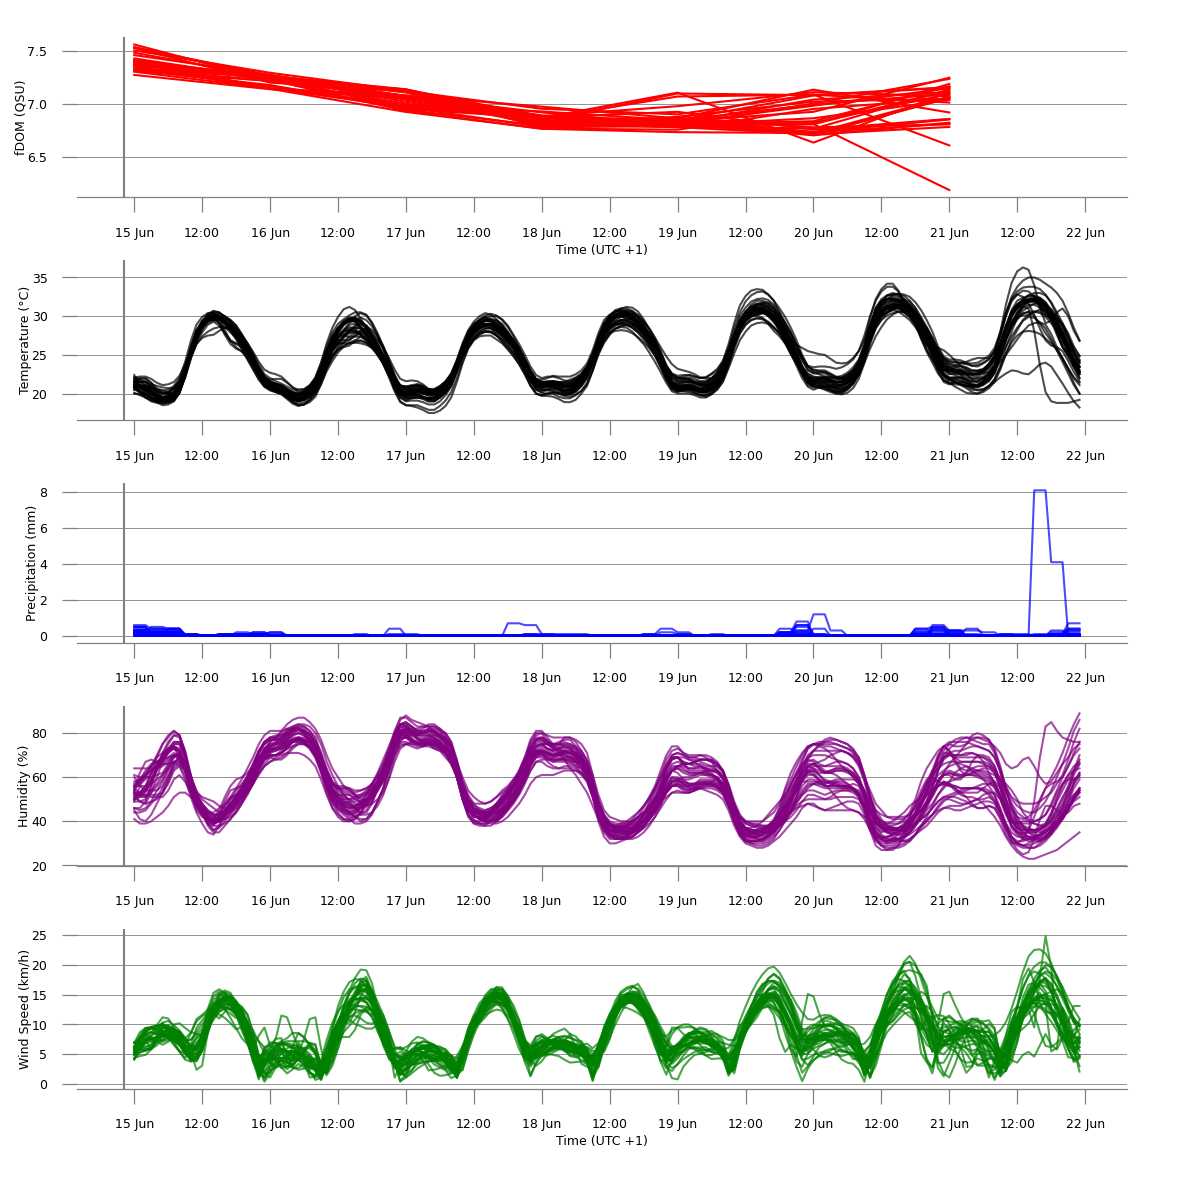 fDOM (QSU)
7.5
7.0
6.5
15 Jun 12:00 16 Jun 12:00 17 Jun 12:00 18 Jun 12:00 19 Jun 12:00 20 Jun 12:00 21 Jun 12:00 22 Jun
Time (UTC +1)
Temperature (°C)
35
30
25
20
15 Jun 12:00 16 Jun 12:00 17 Jun 12:00 18 Jun 12:00 19 Jun 12:00 20 Jun 12:00 21 Jun 12:00 22 Jun
Precipitation (mm)
8
6
4
2
0
15 Jun 12:00 16 Jun 12:00 17 Jun 12:00 18 Jun 12:00 19 Jun 12:00 20 Jun 12:00 21 Jun 12:00 22 Jun
Humidity (%)
80
60
40
20
15 Jun 12:00 16 Jun 12:00 17 Jun 12:00 18 Jun 12:00 19 Jun 12:00 20 Jun 12:00 21 Jun 12:00 22 Jun
Wind Speed (km/h)
25
20
15
10
5
0
15 Jun 12:00 16 Jun 12:00 17 Jun 12:00 18 Jun 12:00 19 Jun 12:00 20 Jun 12:00 21 Jun 12:00 22 Jun
Time (UTC +1)